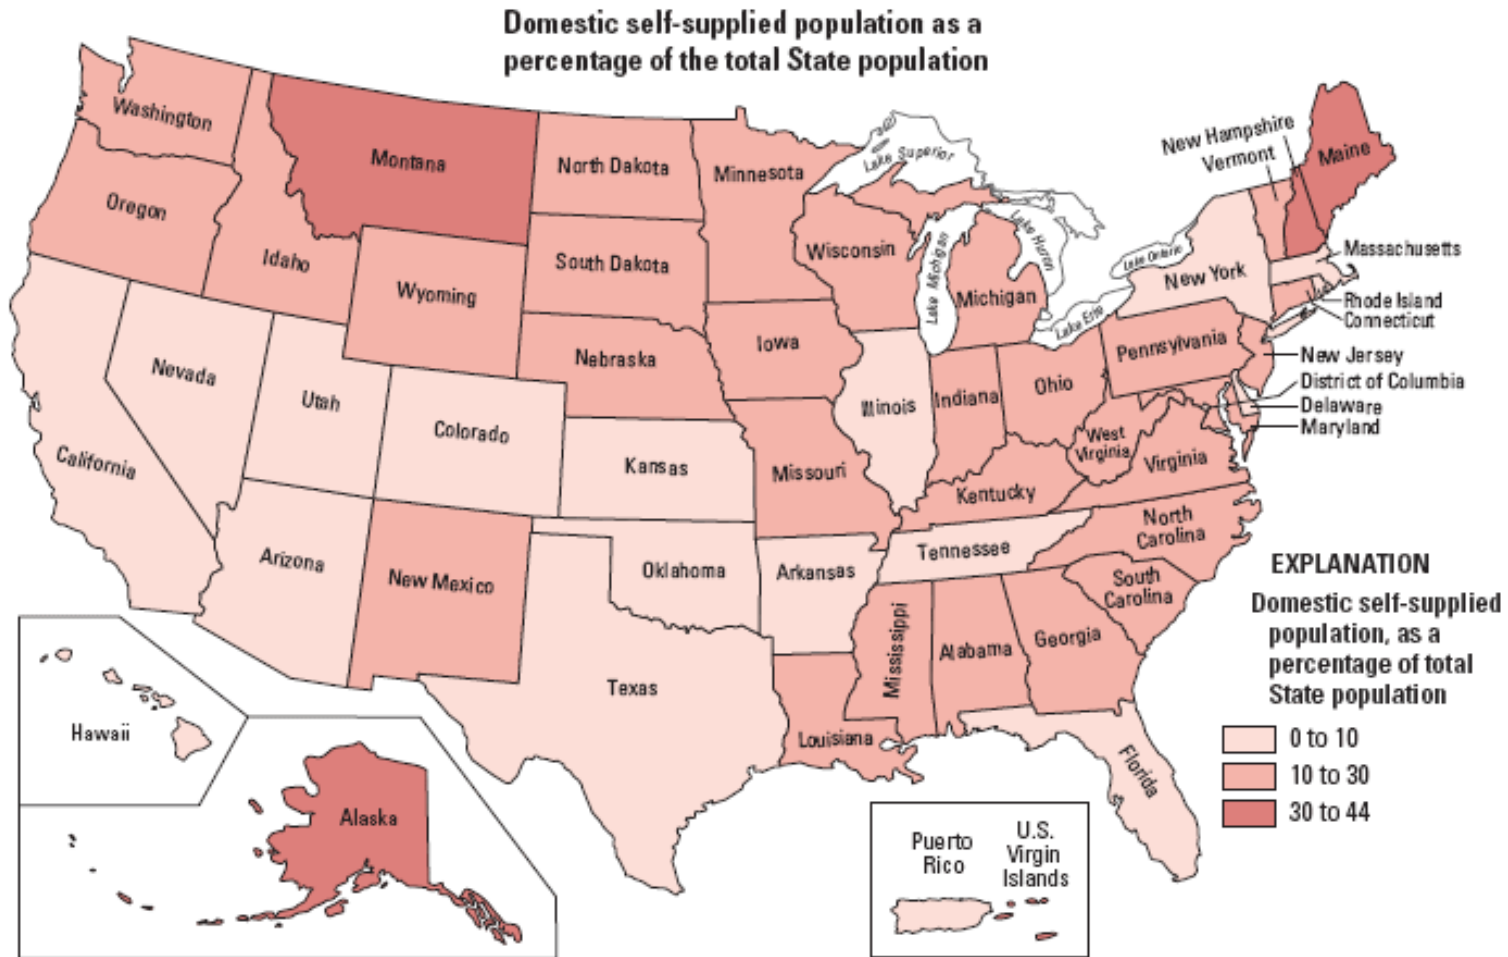 Domestic self-supplied population as a
percentage of the total State population
Washington
Montana
North Dakota
Minnesota
Lake Superior
New Hampshire
Vermont
Maine
Oregon
Idaho
Wyoming
South Dakota
Wisconsin
Lake Michigan
Lake Huron
Michigan
Lake Ontario
New York
Massachusetts
Lake Erie
Rhode Island
Connecticut
Nebraska
Iowa
Pennsylvania
New Jersey
District of Columbia
Delaware
Maryland
Nevada
Utah
Colorado
Illinois
Indiana
Ohio
West
Virginia
Virginia
California
Kansas
Missouri
Kentucky
North
Carolina
Arizona
New Mexico
Oklahoma
Arkansas
Tennessee
South
Carolina
Texas
Louisiana
Mississippi
Alabama
Georgia
Florida
Hawaii
Alaska
Puerto
Rico
U.S.
Virgin
Islands
EXPLANATION
Domestic self-supplied
population, as a
percentage of total
State population
0 to 10
10 to 30
30 to 44